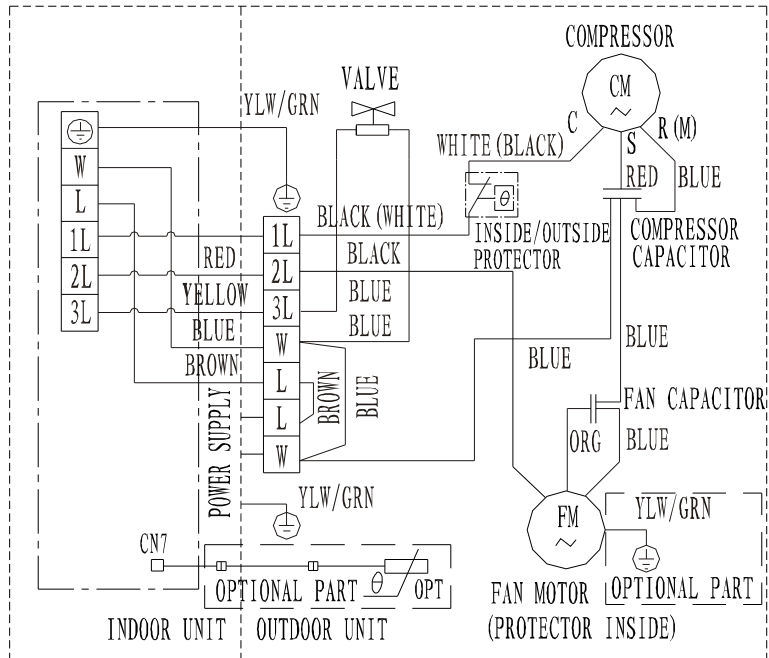 COMPRESSOR
VALVE
CM
YLW/GRN
C
S
R (M)
WHITE (BLACK)
RED
BLUE
W
L
1L
2L
3L
θ
BLACK (WHITE)
INSIDE/OUTSIDE
PROTECTOR
COMPRESSOR
CAPACITOR
1L
2L
3L
W
L
L
W
RED
YELLOW
BLUE
BROWN
BLACK
BLUE
BLUE
BLUE
BLUE
BROWN
BLUE
POWER SUPPLY
FAN CAPACITOR
ORG
BLUE
YLW/GRN
FM
YLW/GRN
CN7
OPTIONAL PART
θ
OPT
OPTIONAL PART
FAN MOTOR
(PROTECTOR INSIDE)
INDOOR UNIT
OUTDOOR UNIT